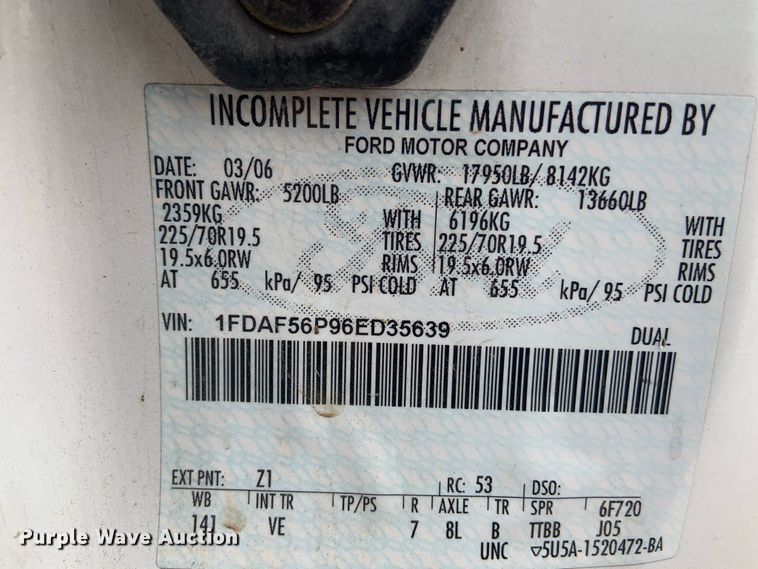 INCOMPLETE VEHICLE MANUFACTURED BY
FORD MOTOR COMPANY
DATE: 03/06 GVWR: 17950LB/ 8142KG
FRONT GAWR: 5200LB REAR GAWR: 13660LB
2359KG WITH 6196KG WITH
225/70R19.5 TIRES 225/70R19.5 TIRES
19.5x6.0RW RIMS 19.5x6.0RW RIMS
AT 655 kPa/ 95 PSI COLD AT 655 kPa/ 95 PSI COLD
VIN: 1FDAF56P96ED35639 DUAL
EXT PNT: Z1 RC: 53 DSO:
WB INT TR TP/PS R AXLE TR SPR 6F720
141 VE 7 8L B TTBB J05
UNC ▽5U5A-1520472-BA
Purple Wave Auction